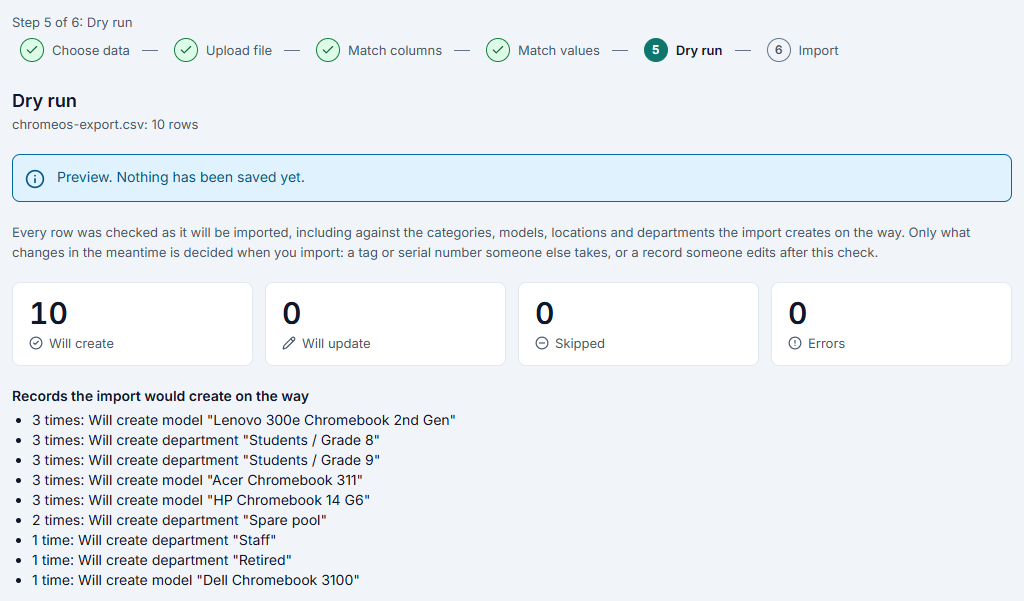 Step 5 of 6: Dry run
Choose data
Upload file
Match columns
Match values
5 Dry run
6 Import
Dry run
chromeos-export.csv: 10 rows
Preview. Nothing has been saved yet.
Every row was checked as it will be imported, including against the categories, models, locations and departments the import creates on the way. Only what
changes in the meantime is decided when you import: a tag or serial number someone else takes, or a record someone edits after this check.
10
Will create
0
Will update
0
Skipped
0
Errors
Records the import would create on the way
3 times: Will create model "Lenovo 300e Chromebook 2nd Gen"
3 times: Will create department "Students / Grade 8"
3 times: Will create department "Students / Grade 9"
3 times: Will create model "Acer Chromebook 311"
3 times: Will create model "HP Chromebook 14 G6"
2 times: Will create department "Spare pool"
1 time: Will create department "Staff"
1 time: Will create department "Retired"
1 time: Will create model "Dell Chromebook 3100"